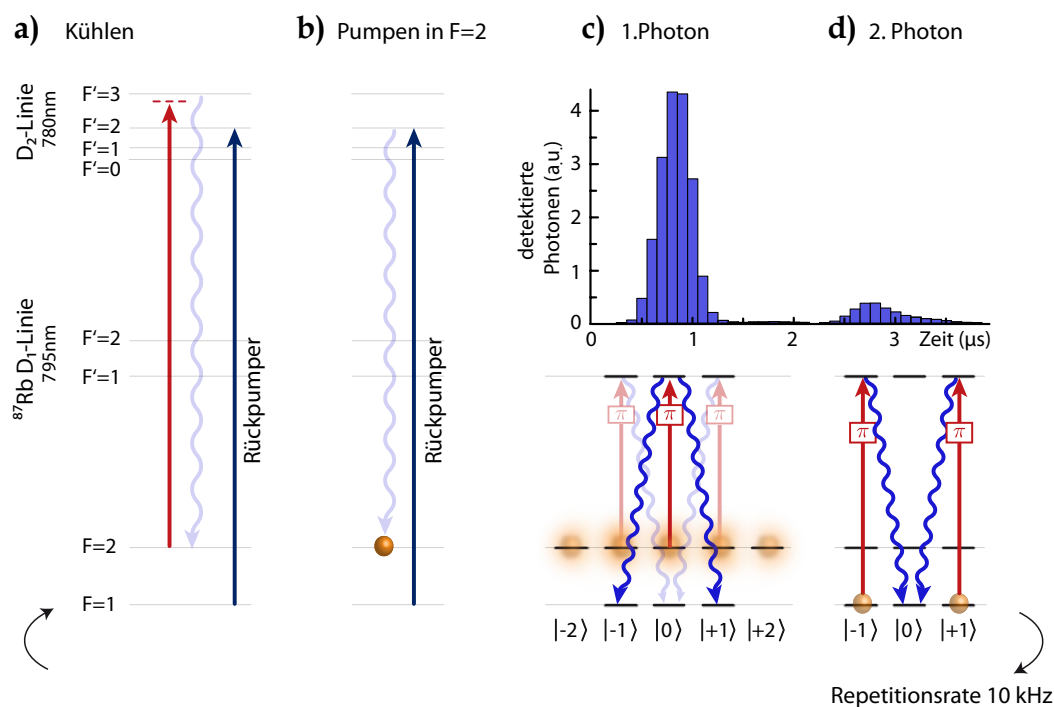 a) Kühlen
b) Pumpen in F=2
c) 1.Photon
d) 2. Photon
D₂-Linie
780nm
F'=3
F'=2
F'=1
F'=0
⁸⁷Rb D₁-Linie
795nm
F'=2
F'=1
F=2
F=1
Rückpumper
Rückpumper
detektierte
Photonen (a.u.)
4
3
2
1
0
0
1
2
3
Zeit (µs)
π
π
π
π
π
|-2⟩
|-1⟩
|0⟩
|+1⟩
|+2⟩
|-1⟩
|0⟩
|+1⟩
Repetitionsrate 10 kHz